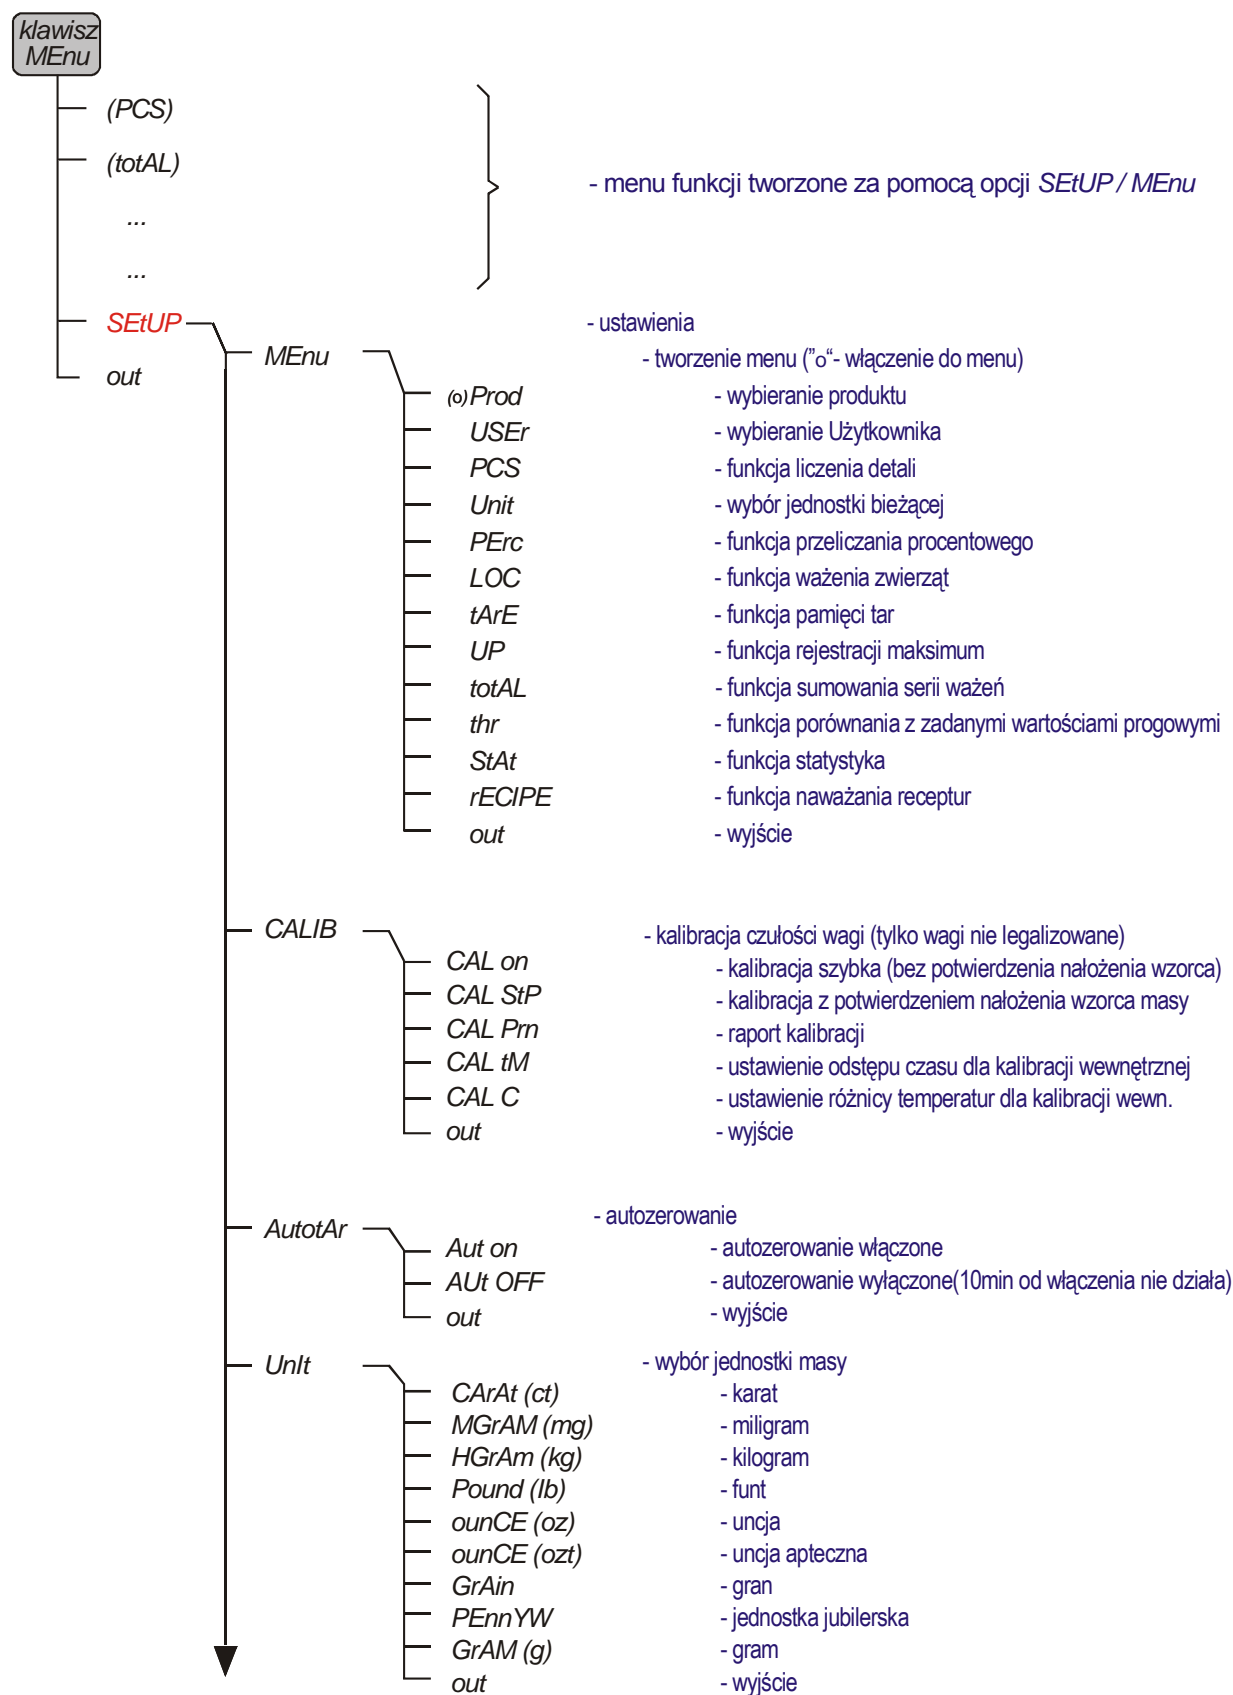 klawisz
MEnu
(PCS)
(totAL)
- menu funkcji tworzone za pomocą opcji SEtUP / MEnu
...
...
SEtUP - ustawienia
out
MEnu - tworzenie menu (”o“- włączenie do menu)
(o) Prod - wybieranie produktu
USEr - wybieranie Użytkownika
PCS - funkcja liczenia detali
Unit - wybór jednostki bieżącej
PErc - funkcja przeliczania procentowego
LOC - funkcja ważenia zwierząt
tArE - funkcja pamięci tar
UP - funkcja rejestracji maksimum
totAL - funkcja sumowania serii ważeń
thr - funkcja porównania z zadanymi wartościami progowymi
StAt - funkcja statystyka
rECIPE - funkcja naważania receptur
out - wyjście
CALIB - kalibracja czułości wagi (tylko wagi nie legalizowane)
CAL on - kalibracja szybka (bez potwierdzenia nałożenia wzorca)
CAL StP - kalibracja z potwierdzeniem nałożenia wzorca masy
CAL Prn - raport kalibracji
CAL tM - ustawienie odstępu czasu dla kalibracji wewnętrznej
CAL C - ustawienie różnicy temperatur dla kalibracji wewn.
out - wyjście
AutotAr - autozerowanie
Aut on - autozerowanie włączone
AUt OFF - autozerowanie wyłączone(10min od włączenia nie działa)
out - wyjście
UnIt - wybór jednostki masy
CArAt (ct) - karat
MGrAM (mg) - miligram
HGrAm (kg) - kilogram
Pound (lb) - funt
ounCE (oz) - uncja
ounCE (ozt) - uncja apteczna
GrAin - gran
PEnnYW - jednostka jubilerska
GrAM (g) - gram
out - wyjście